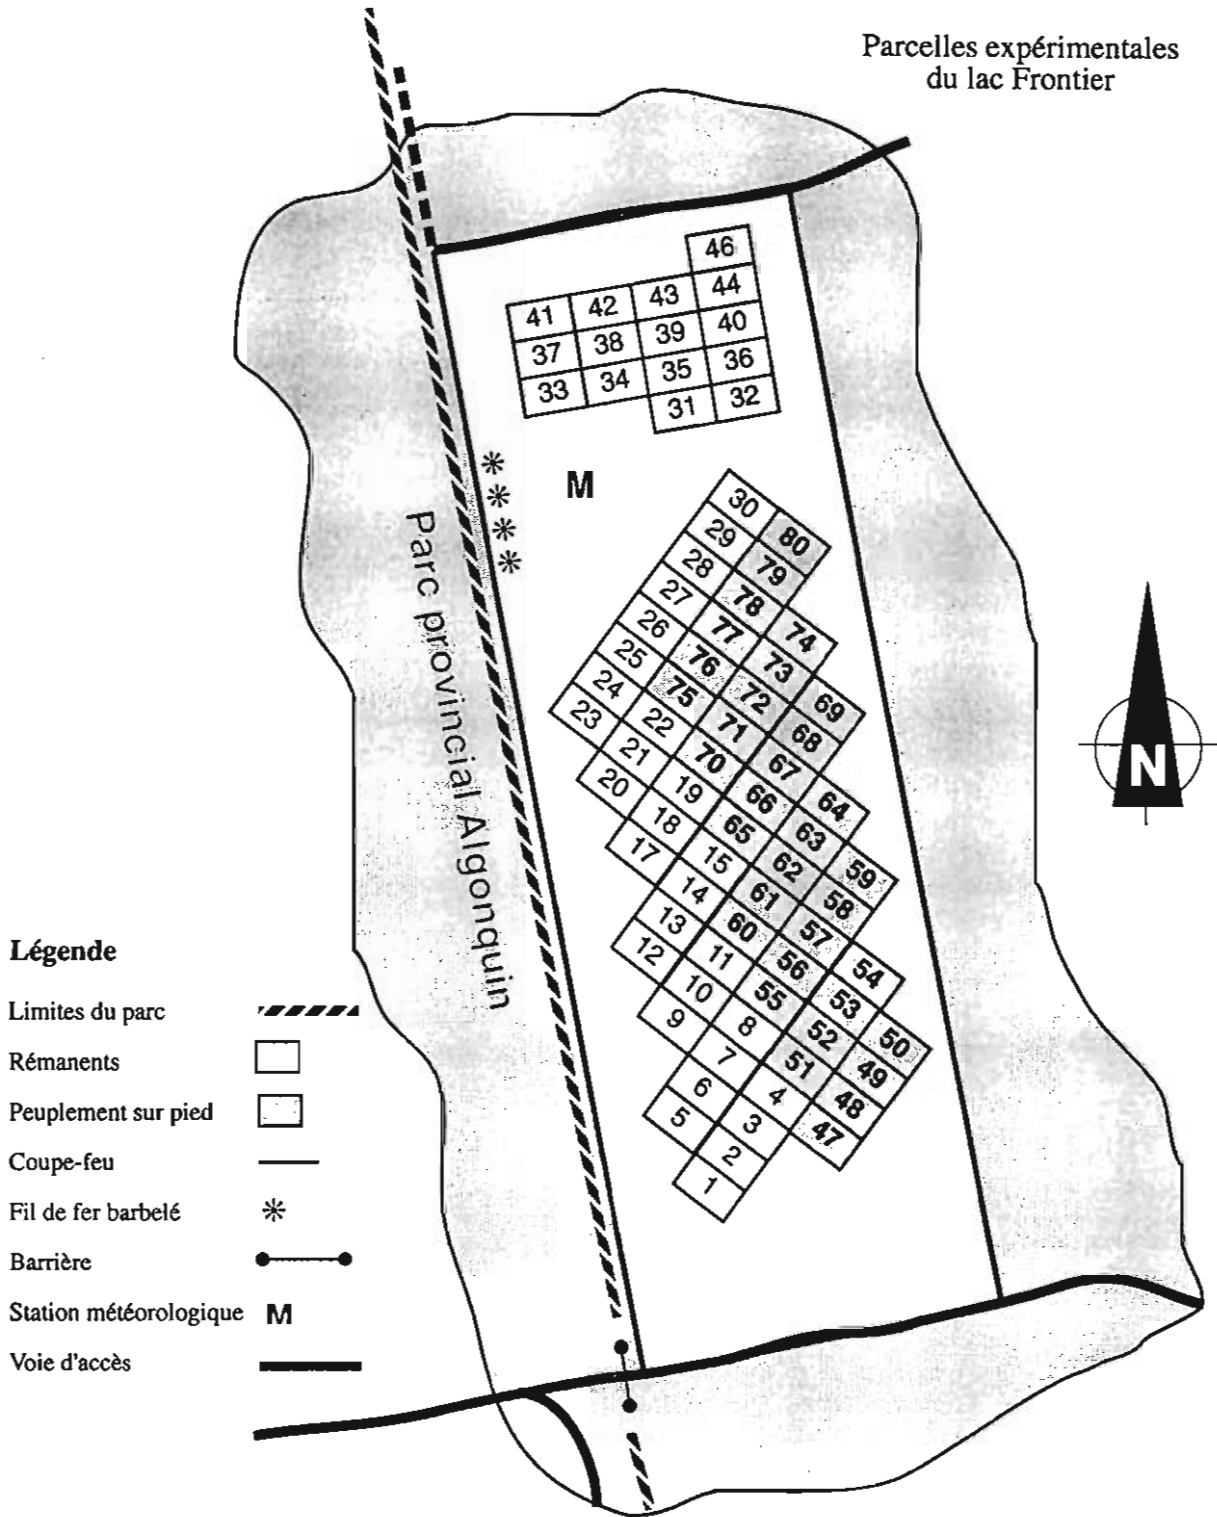 Parcelles expérimentales
du lac Frontier
46
41 42 43 44
37 38 39 40
33 34 35 36
31 32
M
30 80
29 79
28 78 74
27 77 73 69
26 76 72 68
25 75 71 67 64
24 22 70 66 63 59
23 21 19 65 62 58
20 18 15 61 57 54
17 14 60 56 53 50
13 11 55 52 49
12 10 8 51 48
9 7 4 47
6 3
5 2
1
Parc provincial Algonquin
N
Légende
Limites du parc
Rémanents
Peuplement sur pied
Coupe-feu
Fil de fer barbelé
Barrière
Station météorologique M
Voie d'accès